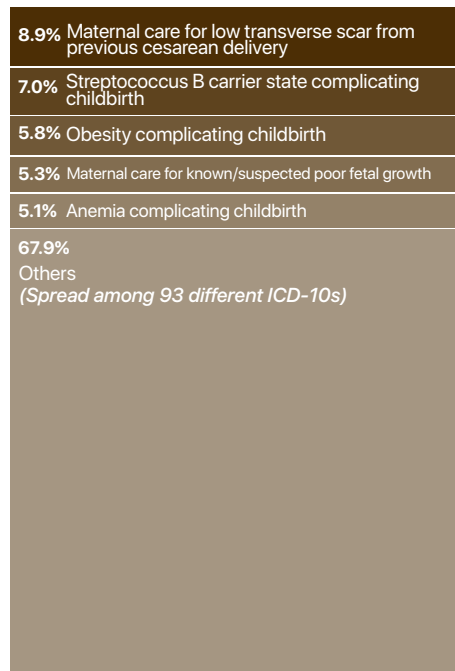 8.9% Maternal care for low transverse scar from
previous cesarean delivery
7.0% Streptococcus B carrier state complicating
childbirth
5.8% Obesity complicating childbirth
5.3% Maternal care for known/suspected poor fetal growth
5.1% Anemia complicating childbirth
67.9%
Others
(Spread among 93 different ICD-10s)